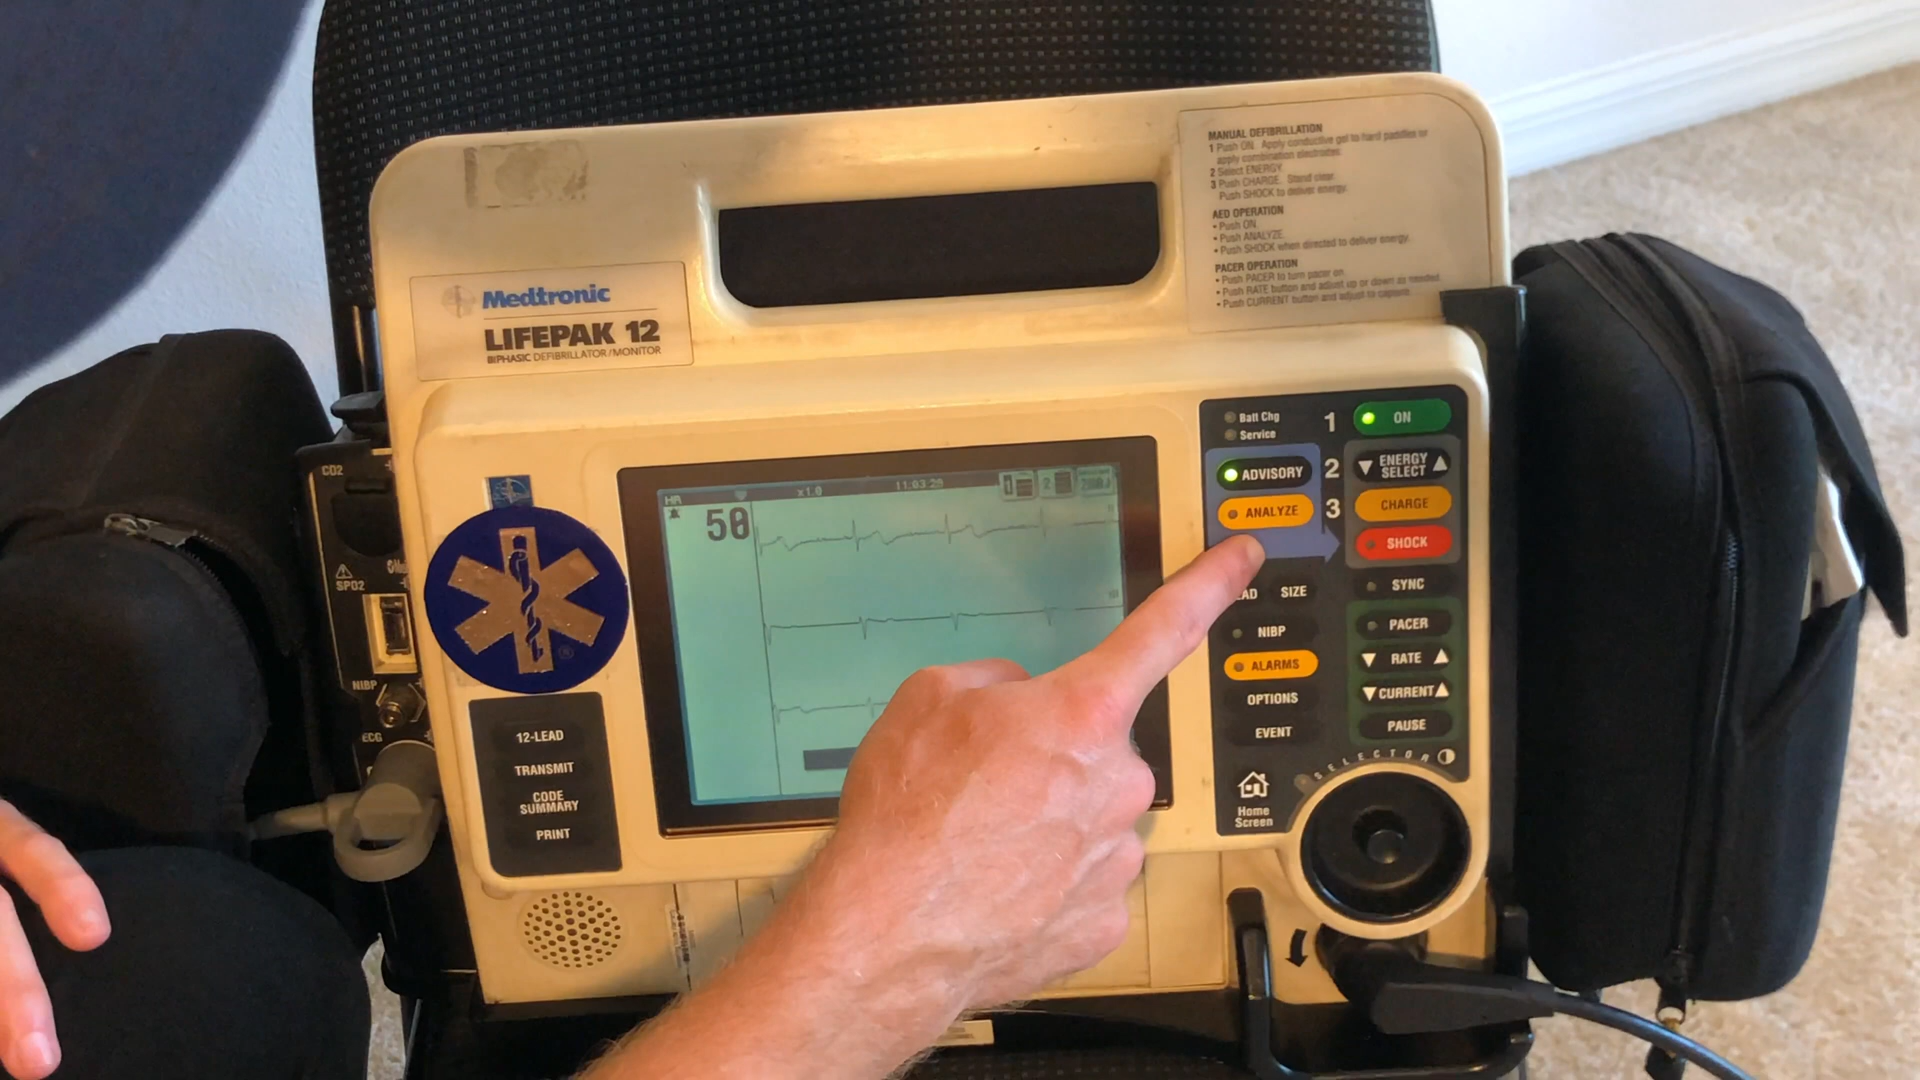 MANUAL DEFIBRILLATION
1 Push ON. Apply conductive gel to hard paddles or
apply combination electrodes.
2 Select ENERGY.
3 Push CHARGE. Stand clear.
Push SHOCK to deliver energy.
AED OPERATION
• Push ON.
• Push ANALYZE.
• Push SHOCK when directed to deliver energy.
PACER OPERATION
• Push PACER to turn pacer on.
• Push RATE button and adjust up or down as needed.
• Push CURRENT button and adjust to capture.
Medtronic
LIFEPAK 12
BIPHASIC DEFIBRILLATOR/MONITOR
CO2
SPO2
NIBP
ECG
HR
x1.0
11:03:28
1
2
50
Batt Chg
Service
1
ON
ADVISORY
2
ENERGY
SELECT
ANALYZE
3
CHARGE
SHOCK
EAD
SIZE
SYNC
NIBP
PACER
ALARMS
RATE
OPTIONS
CURRENT
EVENT
PAUSE
SELECTOR
Home
Screen
12-LEAD
TRANSMIT
CODE
SUMMARY
PRINT